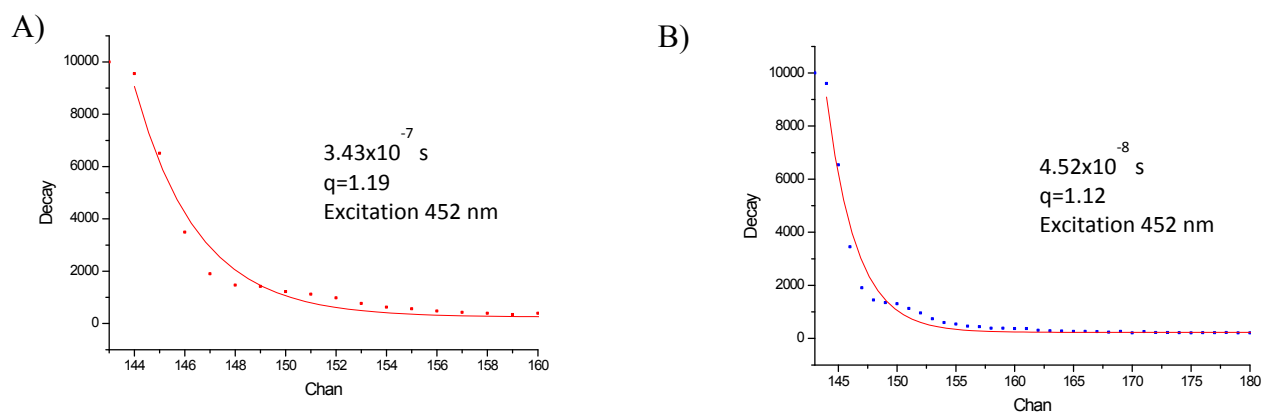 A)
10000
8000
6000
4000
2000
0
Decay
3.43x10⁻⁷ s
q=1.19
Excitation 452 nm
144 146 148 150 152 154 156 158 160
Chan
B)
10000
8000
6000
4000
2000
0
Decay
4.52x10⁻⁸ s
q=1.12
Excitation 452 nm
145 150 155 160 165 170 175 180
Chan